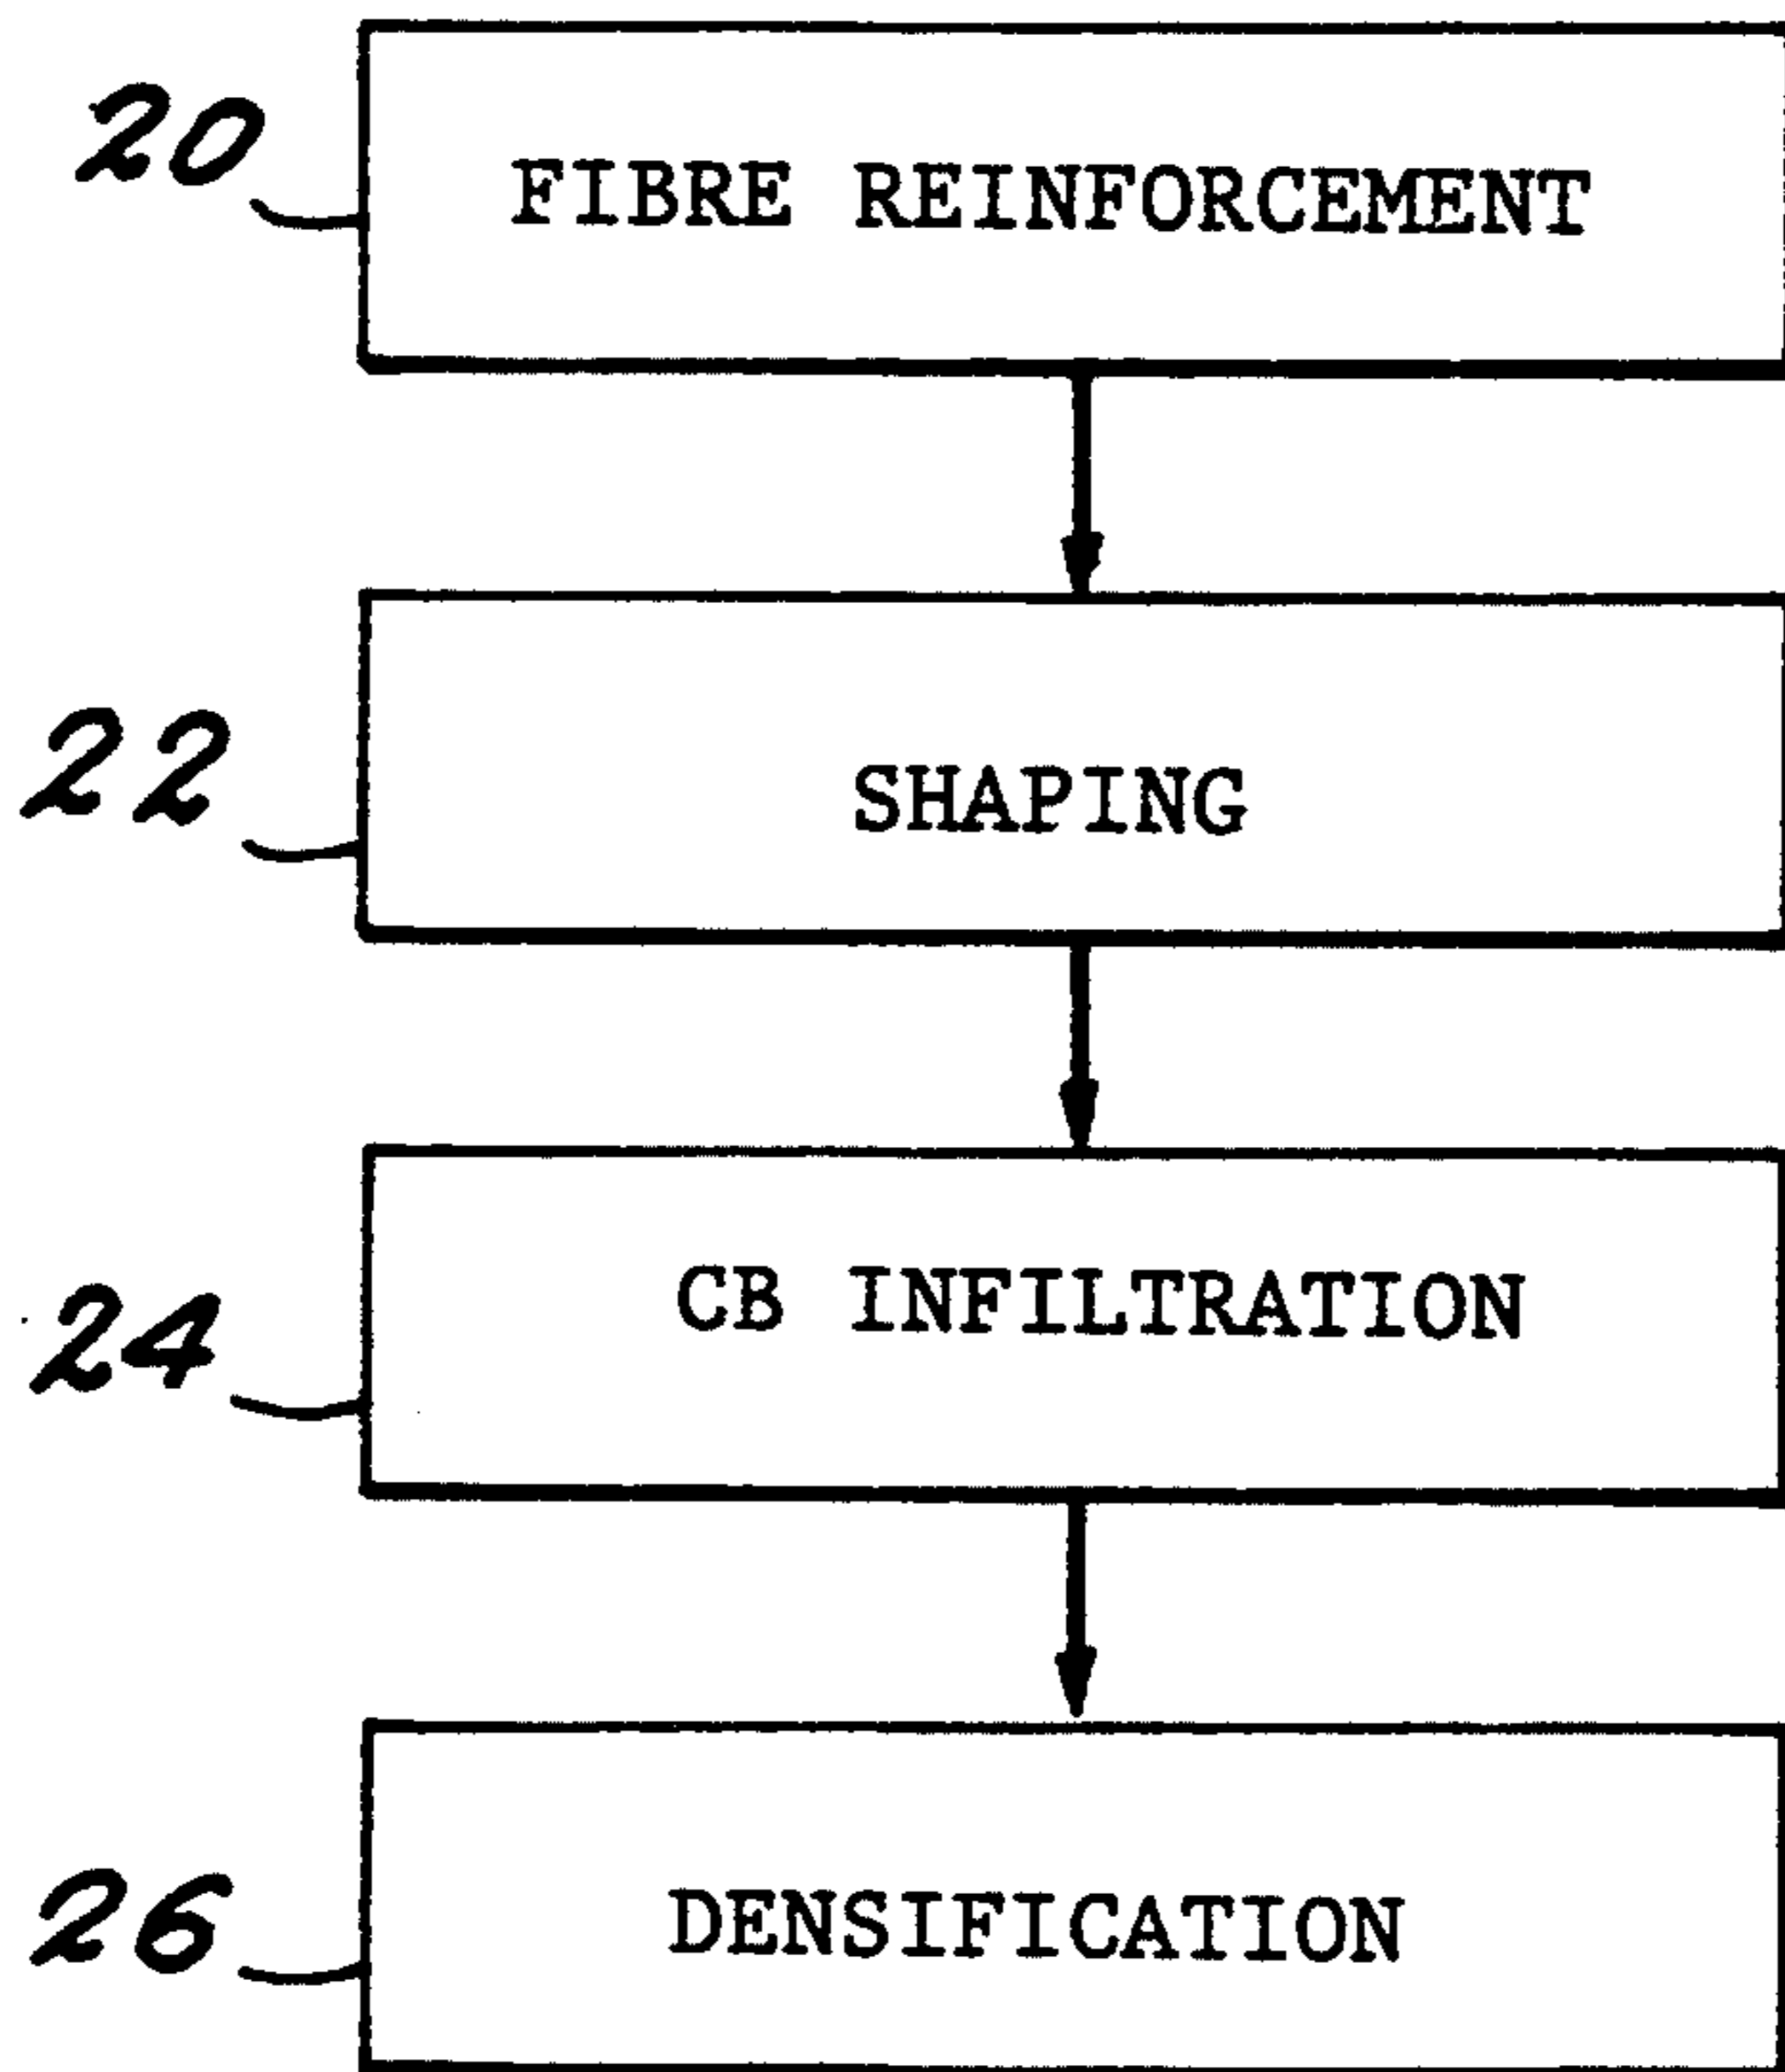 20
FIBRE REINFORCEMENT
22
SHAPING
24
CB INFILTRATION
26
DENSIFICATION